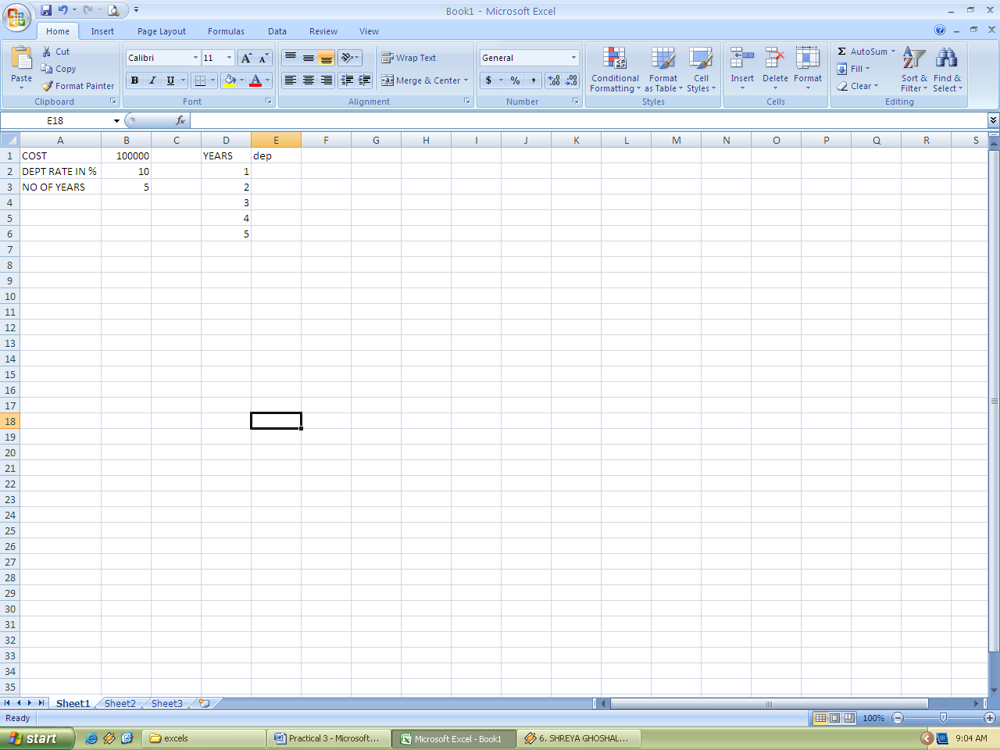 Book1 - Microsoft Excel
Home Insert Page Layout Formulas Data Review View
Paste
Cut
Copy
Format Painter
Clipboard
Calibri 11
B I U
Font
Wrap Text
Merge & Center
Alignment
General
$ % ,
Number
Conditional Formatting
Format as Table
Cell Styles
Styles
Insert Delete Format
Cells
Σ AutoSum
Fill
Clear
Sort & Filter
Find & Select
Editing
E18 fx
A B C D E F G H I J K L M N O P Q R S
1 COST 100000 YEARS dep
2 DEPT RATE IN % 10 1
3 NO OF YEARS 5 2
4 3
5 4
6 5
7
8
9
10
11
12
13
14
15
16
17
18
19
20
21
22
23
24
25
26
27
28
29
30
31
32
33
34
35
Sheet1 Sheet2 Sheet3
Ready 100%
start excels Practical 3 - Microsoft... Microsoft Excel - Book1 6. SHREYA GHOSHAL... 9:04 AM